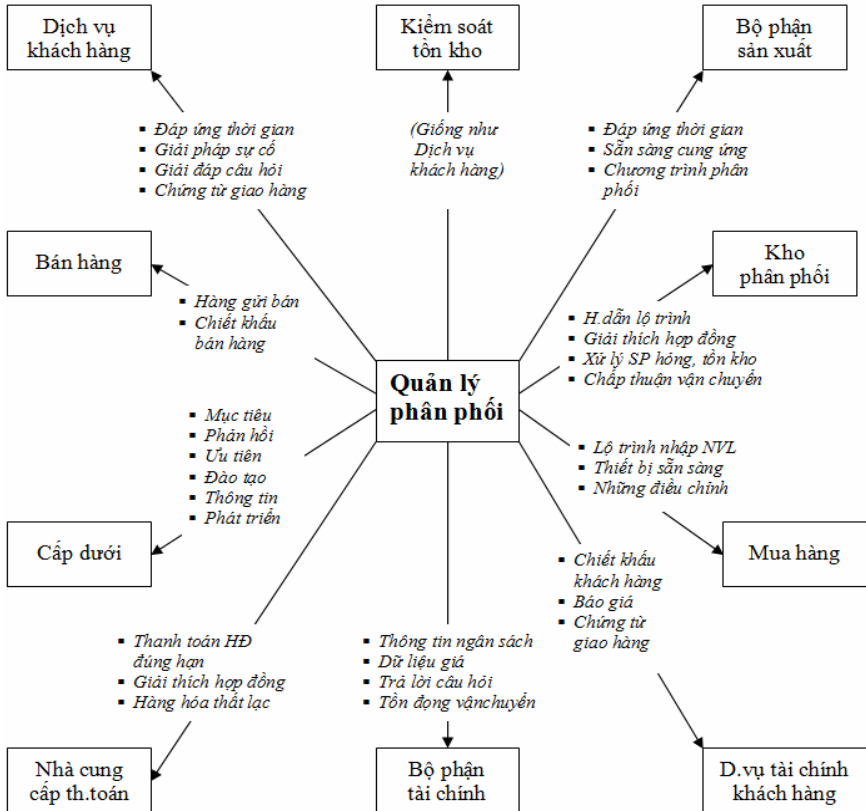 Dịch vụ
khách hàng
Kiểm soát
tồn kho
Bộ phận
sản xuất
▪ Đáp ứng thời gian
▪ Giải pháp sự cố
▪ Giải đáp câu hỏi
▪ Chứng từ giao hàng
(Giống như
Dịch vụ
khách hàng)
▪ Đáp ứng thời gian
▪ Sẵn sàng cung ứng
▪ Chương trình phân
phối
Bán hàng
Kho
phân phối
▪ Hàng gửi bán
▪ Chiết khấu
bán hàng
▪ H.dẫn lộ trình
▪ Giải thích hợp đồng
▪ Xử lý SP hỏng, tồn kho
▪ Chấp thuận vận chuyển
Quản lý
phân phối
▪ Mục tiêu
▪ Phản hồi
▪ Ưu tiên
▪ Đào tạo
▪ Thông tin
▪ Phát triển
▪ Lộ trình nhập NVL
▪ Thiết bị sẵn sàng
▪ Những điều chỉnh
Cấp dưới
Mua hàng
▪ Chiết khấu
khách hàng
▪ Báo giá
▪ Chứng từ
giao hàng
▪ Thanh toán HĐ
đúng hạn
▪ Giải thích hợp đồng
▪ Hàng hóa thất lạc
▪ Thông tin ngân sách
▪ Dữ liệu giá
▪ Trả lời câu hỏi
▪ Tồn đọng vậnchuyển
Nhà cung
cấp th.toán
Bộ phận
tài chính
D.vụ tài chính
khách hàng